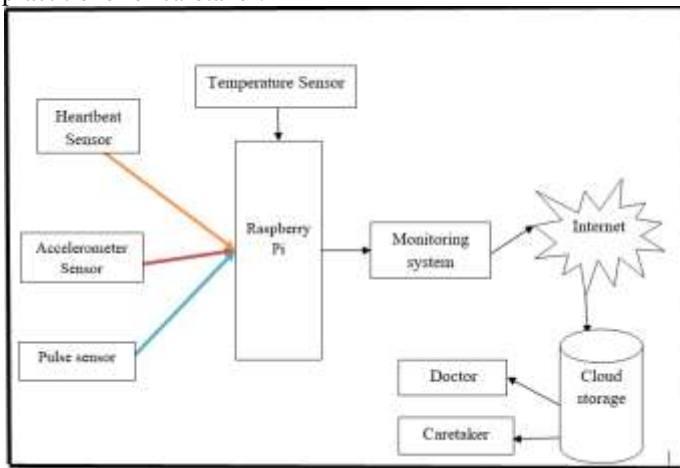 Temperature Sensor
Heartbeat
Sensor
Raspberry
Pi
Accelerometer
Sensor
Monitoring
system
Internet
Pulse sensor
Doctor
Cloud
storage
Caretaker